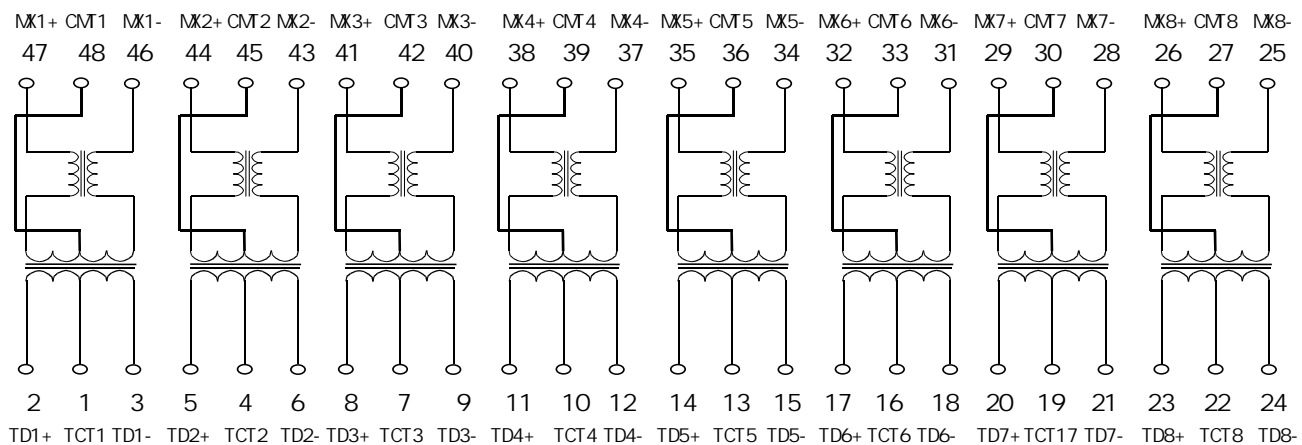 MX1+ CMT1 MX1- MX2+ CMT2 MX2- MX3+ CMT3 MX3- MX4+ CMT4 MX4- MX5+ CMT5 MX5- MX6+ CMT6 MX6- MX7+ CMT7 MX7- MX8+ CMT8 MX8-
47 48 46 44 45 43 41 42 40 38 39 37 35 36 34 32 33 31 29 30 28 26 27 25
2 1 3 5 4 6 8 7 9 11 10 12 14 13 15 17 16 18 20 19 21 23 22 24
TD1+ TCT1 TD1- TD2+ TCT2 TD2- TD3+ TCT3 TD3- TD4+ TCT4 TD4- TD5+ TCT5 TD5- TD6+ TCT6 TD6- TD7+ TCT17 TD7- TD8+ TCT8 TD8-